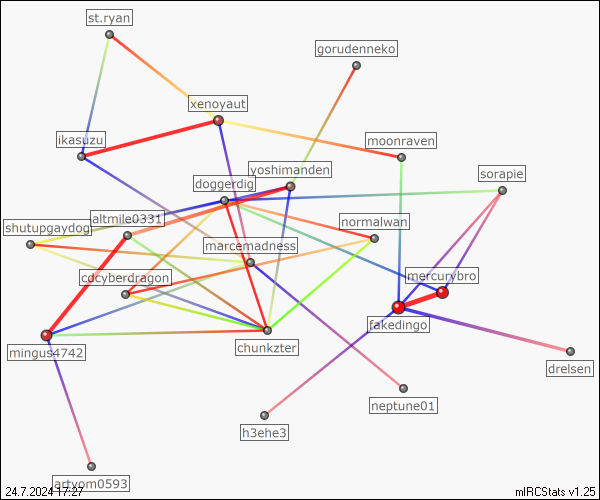 st.ryan
gorudenneko
xenoyaut
ikasuzu
moonraven
yoshimanden
sorapie
doggerdig
altmile0331
shutupgaydog
normalwan
marcemadness
cdcyberdragon
mercurybro
fakedingo
mingus4742
chunkzter
drelsen
neptune01
h3ehe3
artyom0593
24.7.2024 17:27
mIRCStats v1.25